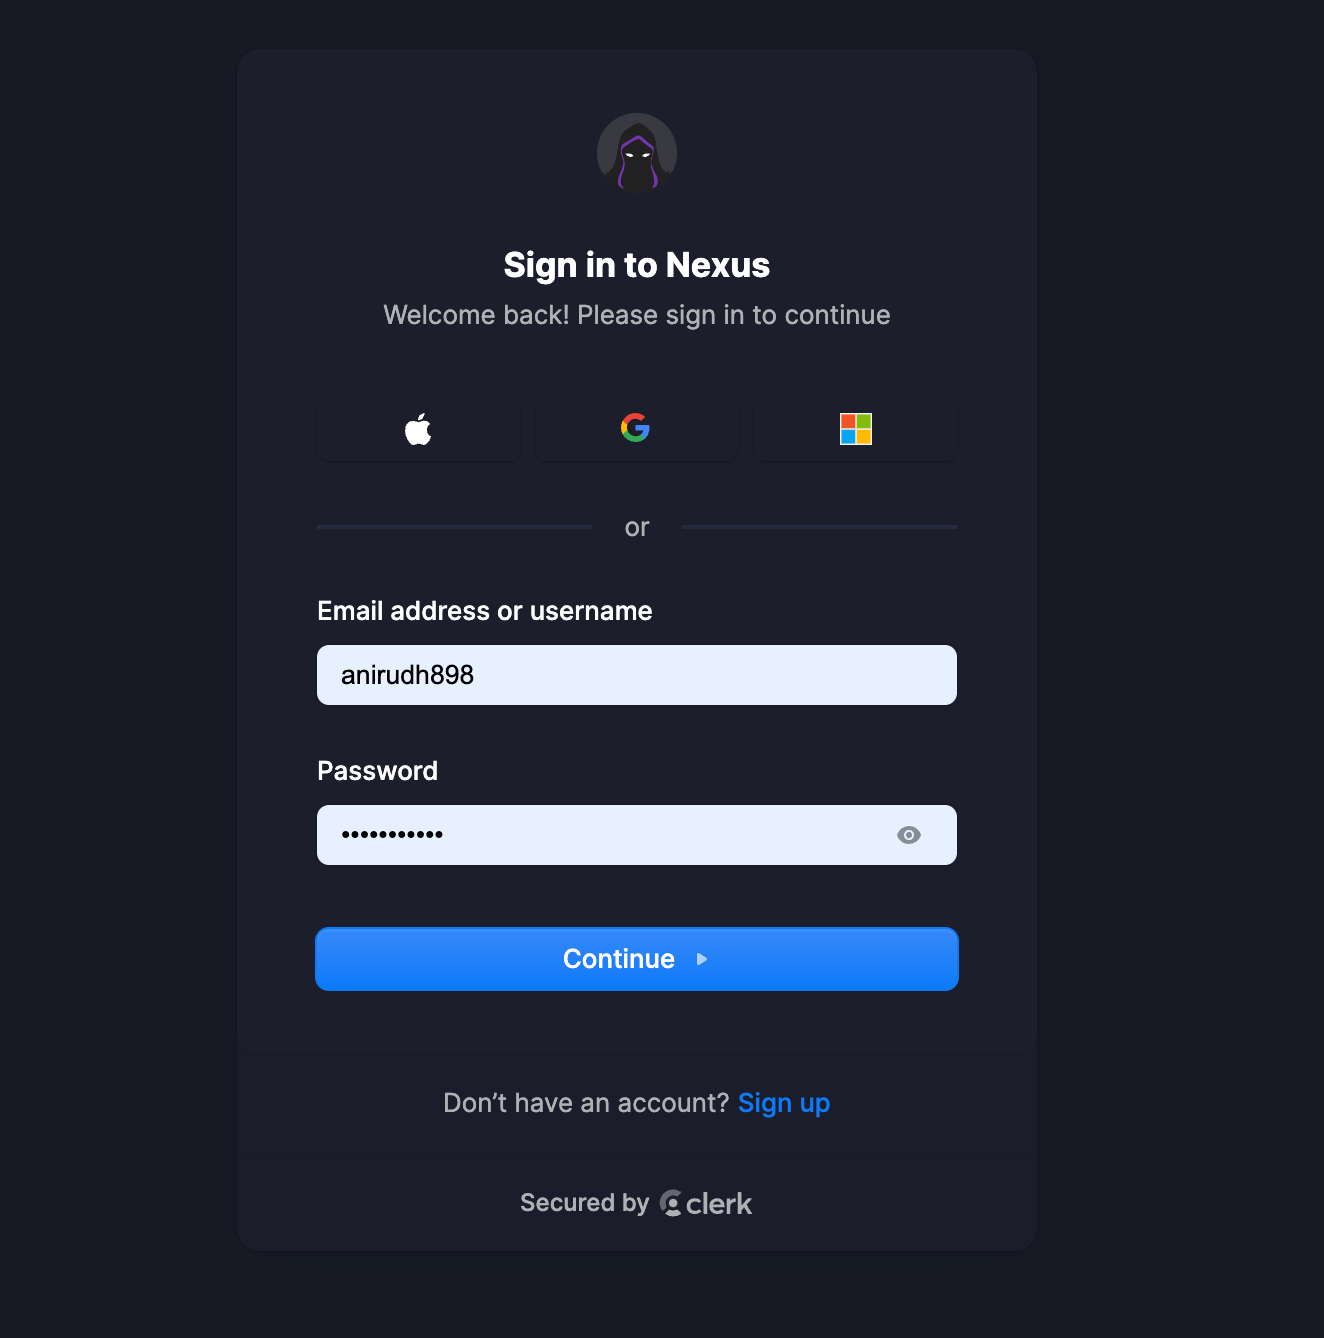 Sign in to Nexus
Welcome back! Please sign in to continue
or
Email address or username
anirudh898
Password
•••••••••••
Continue
Don’t have an account? Sign up
Secured by clerk